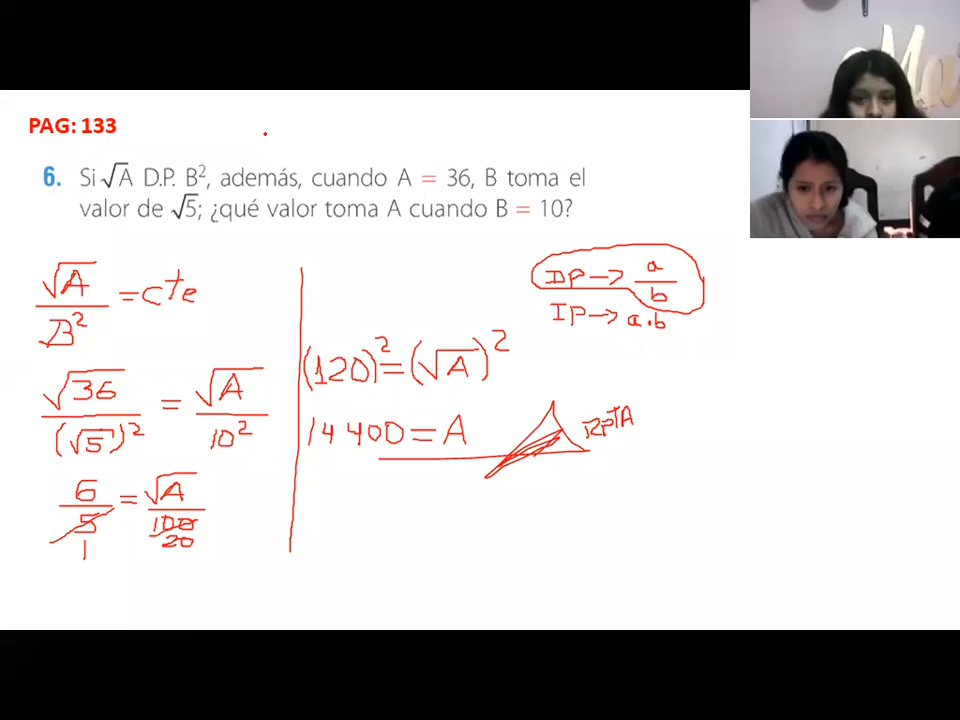 PAG: 133
6. Si √A D.P. B², además, cuando A = 36, B toma el
valor de √5; ¿qué valor toma A cuando B = 10?
√A / B² = cte
√36 / (√5)² = √A / 10²
6 / 5 = √A / 100
1 20
(120)² = (√A)²
14 400 = A
RPTA
DP → a / b
IP → a.b